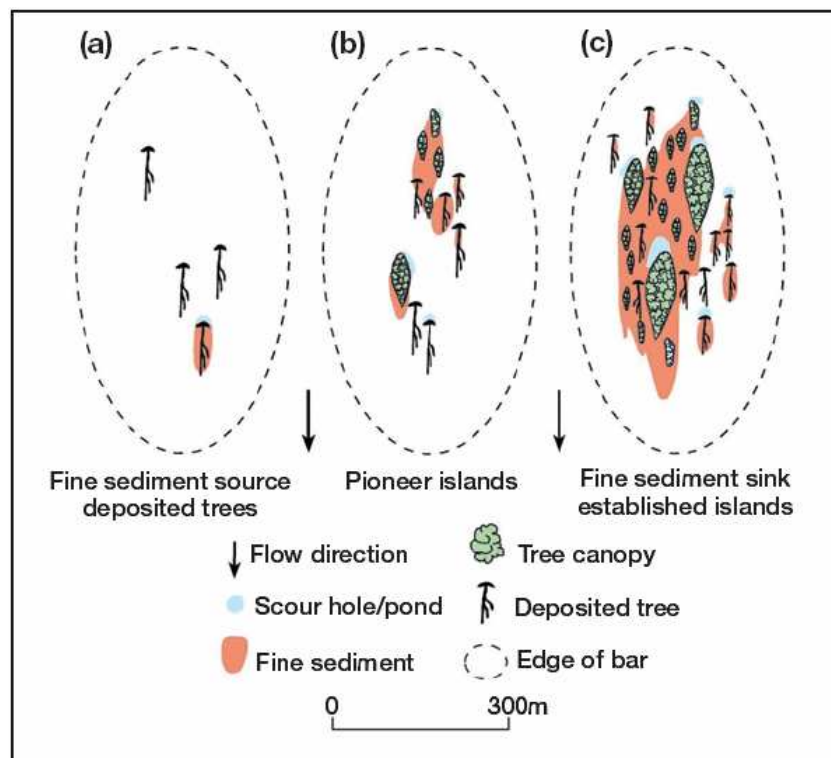 (a)
(b)
(c)
Fine sediment source
deposited trees
Pioneer islands
Fine sediment sink
established islands
Flow direction
Tree canopy
Scour hole/pond
Deposited tree
Fine sediment
Edge of bar
0
300m